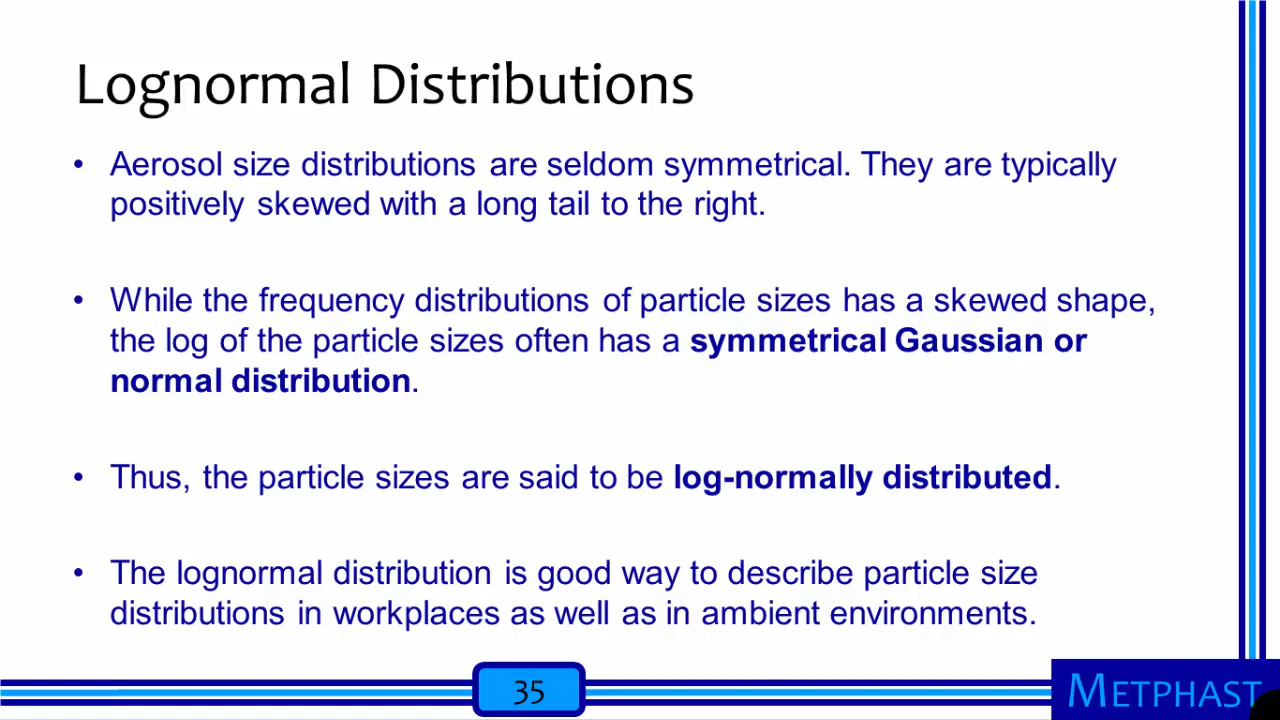 Lognormal Distributions
• Aerosol size distributions are seldom symmetrical. They are typically
positively skewed with a long tail to the right.
• While the frequency distributions of particle sizes has a skewed shape,
the log of the particle sizes often has a symmetrical Gaussian or
normal distribution.
• Thus, the particle sizes are said to be log-normally distributed.
• The lognormal distribution is good way to describe particle size
distributions in workplaces as well as in ambient environments.
35
METPHAST